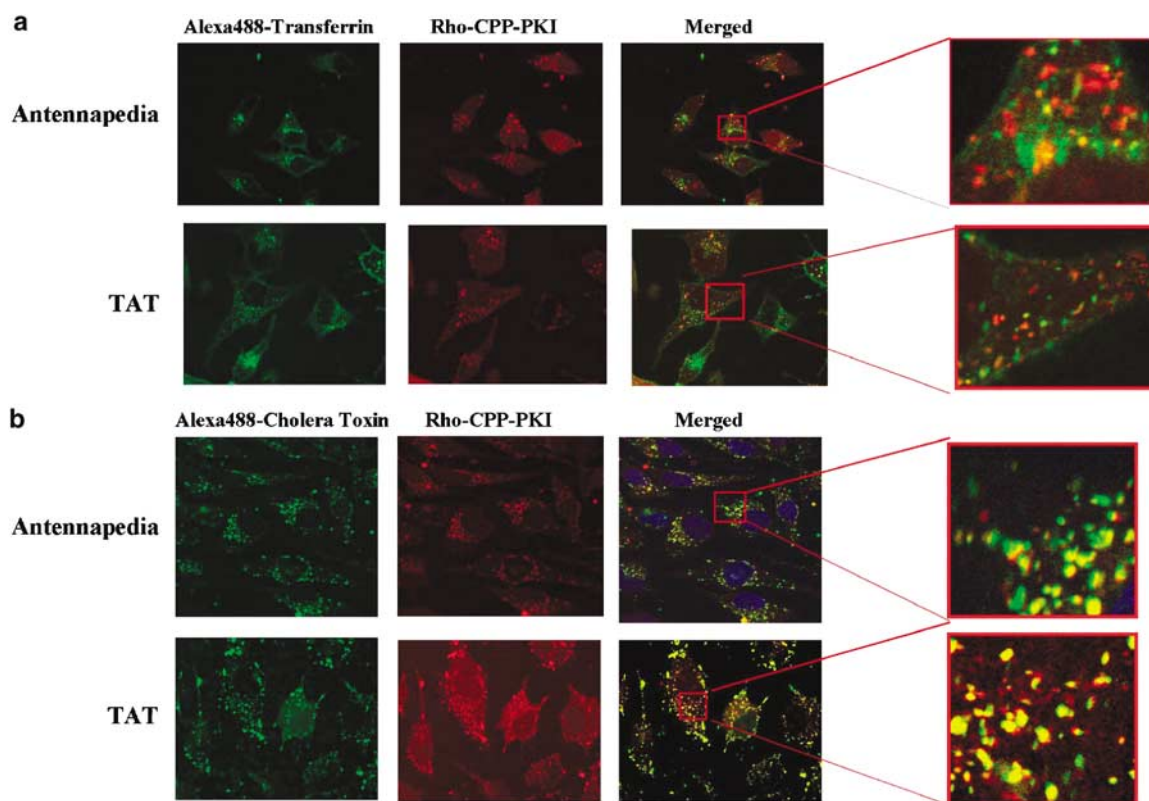 a
Alexa488-Transferrin Rho-CPP-PKI Merged
Antennapedia
TAT
b
Alexa488-Cholera Toxin Rho-CPP-PKI Merged
Antennapedia
TAT